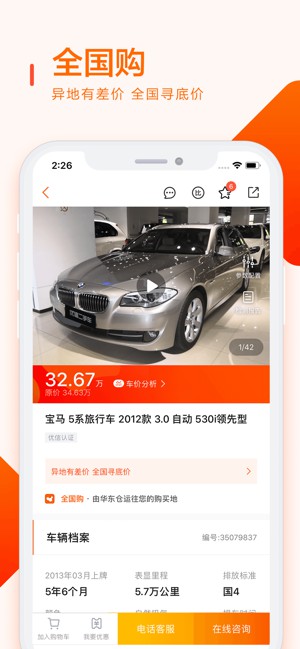 全国购
异地有差价 全国寻底价
2:26
比
6
参数配置
1/42
32.67万
车价分析 >
原价 34.63万
宝马 5系旅行车 2012款 3.0 自动 530i领先型
优信认证
异地有差价 全国寻底价
全国购 · 由华东仓运往您的购买地
车辆档案
编号:35079837
2013年03月上牌
表显里程
排放标准
5年6个月
5.7万公里
国4
加入购物车
我要优惠
电话客服
在线咨询